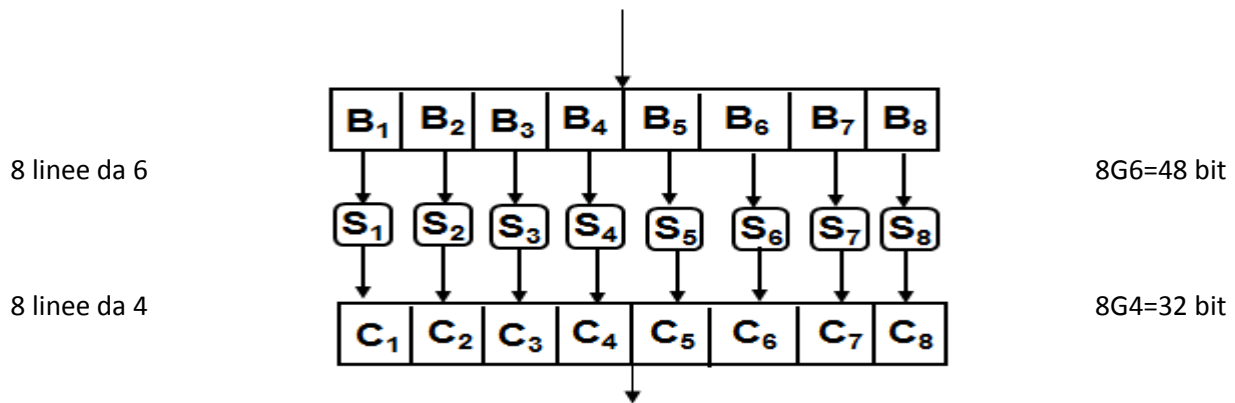 B₁ B₂ B₃ B₄ B₅ B₆ B₇ B₈
8 linee da 6 8G6=48 bit
S₁ S₂ S₃ S₄ S₅ S₆ S₇ S₈
8 linee da 4 8G4=32 bit
C₁ C₂ C₃ C₄ C₅ C₆ C₇ C₈